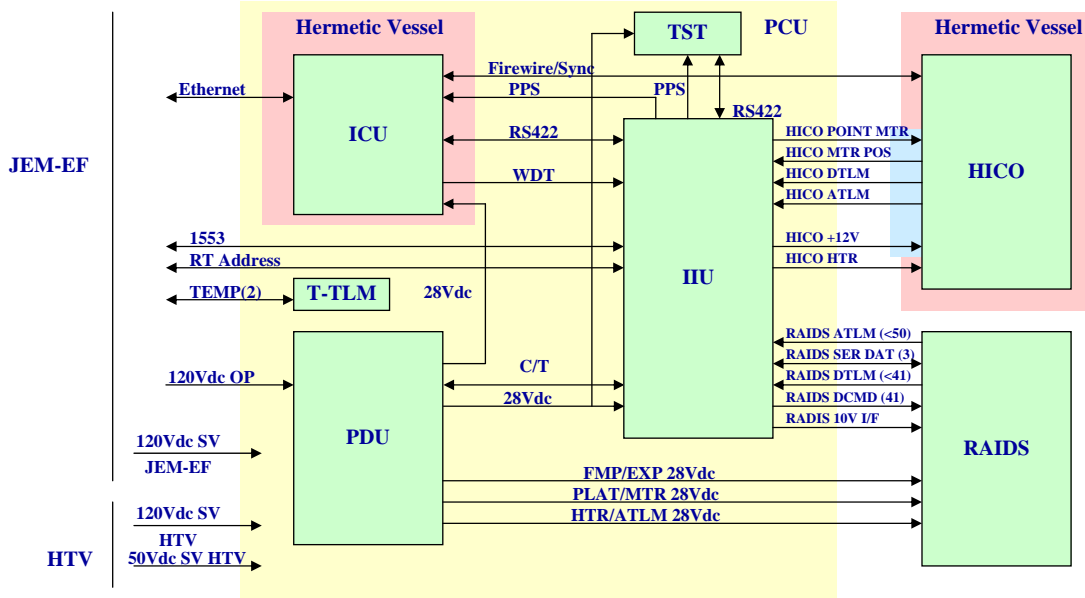 Hermetic Vessel
TST
PCU
Hermetic Vessel
Firewire/Sync
Ethernet
PPS
PPS
RS422
ICU
RS422
HICO POINT MTR
HICO MTR POS
JEM-EF
HICO
WDT
HICO DTLM
HICO ATLM
1553
HICO +12V
RT Address
IIU
HICO HTR
TEMP(2)
T-TLM
28Vdc
RAIDS ATLM (<50)
RAIDS SER DAT (3)
120Vdc OP
C/T
RAIDS DTLM (<41)
28Vdc
RAIDS DCMD (41)
RADIS 10V I/F
PDU
120Vdc SV
JEM-EF
RAIDS
FMP/EXP 28Vdc
PLAT/MTR 28Vdc
HTR/ATLM 28Vdc
120Vdc SV
HTV
HTV
50Vdc SV HTV